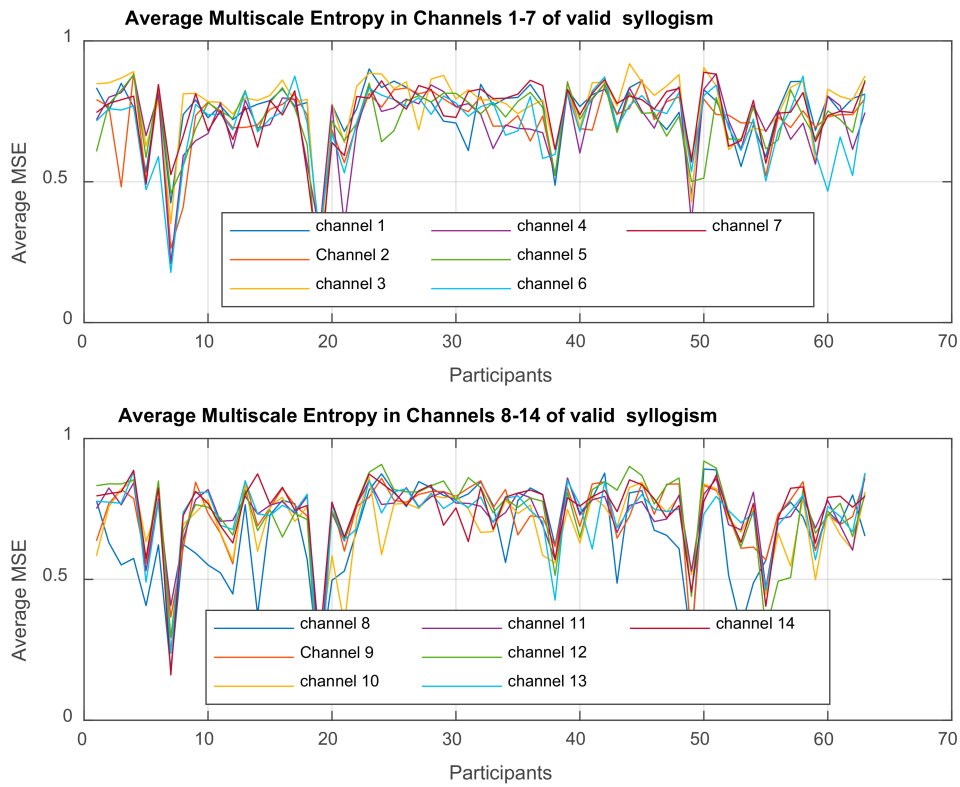 Average Multiscale Entropy in Channels 1-7 of valid  syllogism
1
0.5
0
Average MSE
channel 1 channel 4 channel 7
Channel 2 channel 5
channel 3 channel 6
0 10 20 30 40 50 60 70
Participants
Average Multiscale Entropy in Channels 8-14 of valid  syllogism
1
0.5
0
Average MSE
channel 8 channel 11 channel 14
Channel 9 channel 12
channel 10 channel 13
0 10 20 30 40 50 60 70
Participants